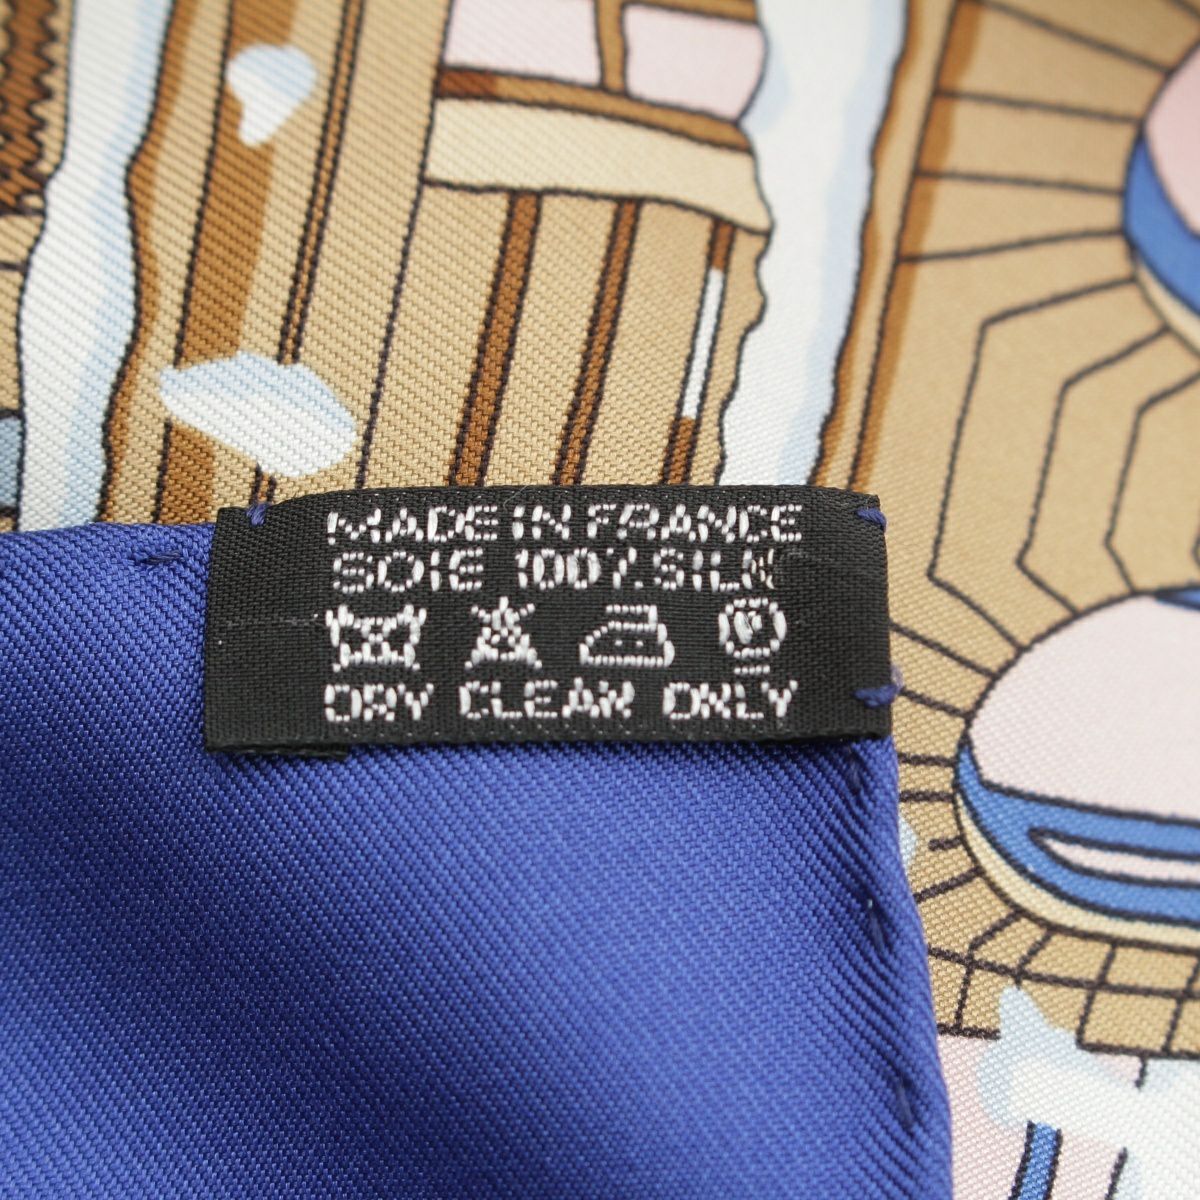 MADE IN FRANCE
SOIE 100% SILK
DRY CLEAN ONLY